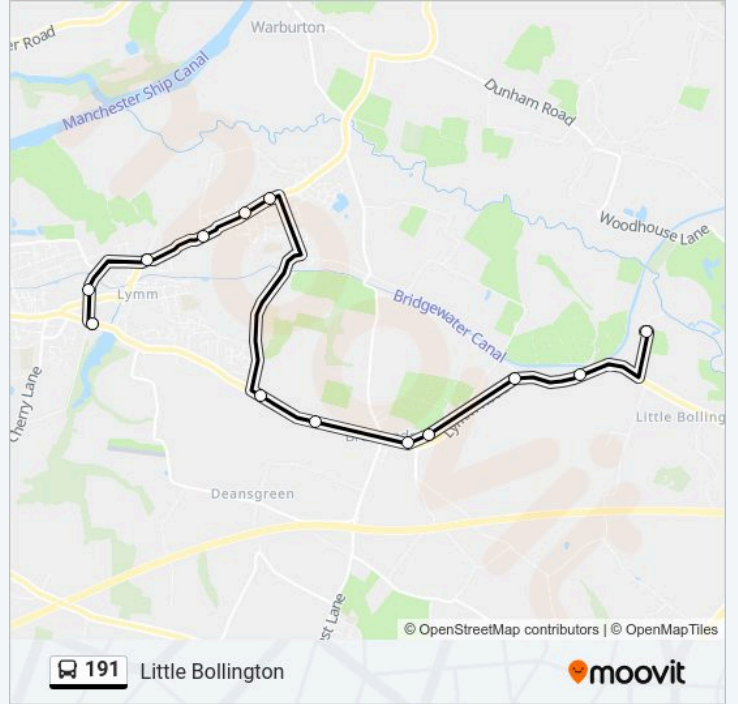 Warburton
er Road
Manchester Ship Canal
Dunham Road
Woodhouse Lane
Lymm
Bridgewater Canal
Cherry Lane
Little Bolling
Deansgreen
st Lane
© OpenStreetMap contributors | © OpenMapTiles
191 Little Bollington
moovit